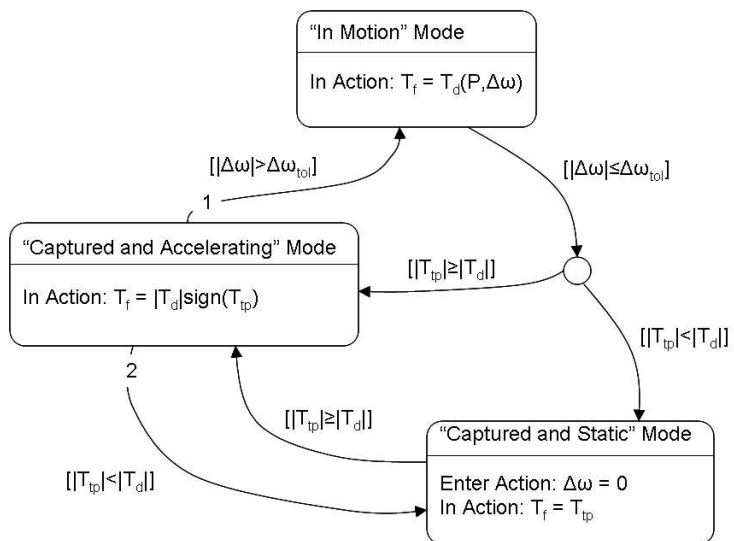 “In Motion” Mode
In Action: T_f = T_d(P,Δω)
[|Δω|>Δω_tol]
[|Δω|≤Δω_tol]
1
“Captured and Accelerating” Mode
In Action: T_f = |T_d|sign(T_tp)
[|T_tp|≥|T_d|]
[|T_tp|<|T_d|]
2
[|T_tp|≥|T_d|]
“Captured and Static” Mode
Enter Action: Δω = 0
In Action: T_f = T_tp
[|T_tp|<|T_d|]